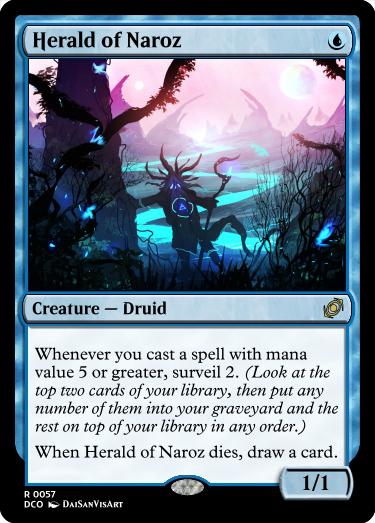 Herald of Naroz
Creature — Druid
Whenever you cast a spell with mana
value 5 or greater, surveil 2. (Look at the
top two cards of your library, then put any
number of them into your graveyard and the
rest on top of your library in any order.)
When Herald of Naroz dies, draw a card.
1/1
R 0057
DCO DaiSanVisArt